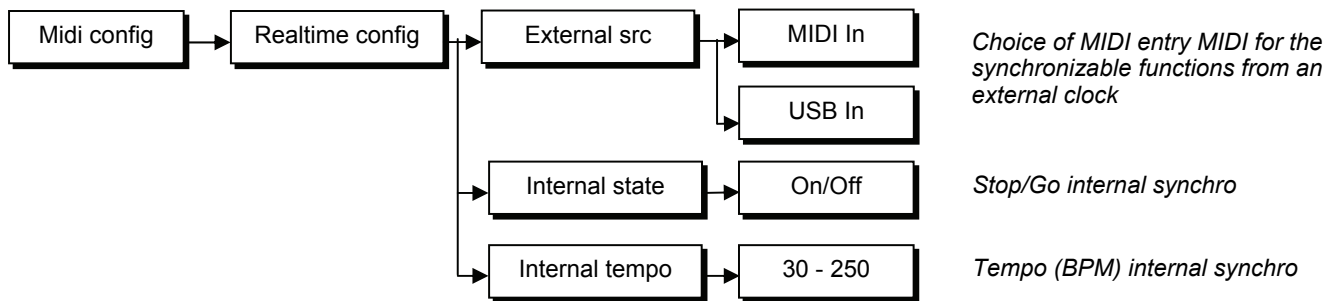 Midi config
Realtime config
External src
MIDI In
Choice of MIDI entry MIDI for the
synchronizable functions from an
external clock
USB In
Internal state
On/Off
Stop/Go internal synchro
Internal tempo
30 - 250
Tempo (BPM) internal synchro